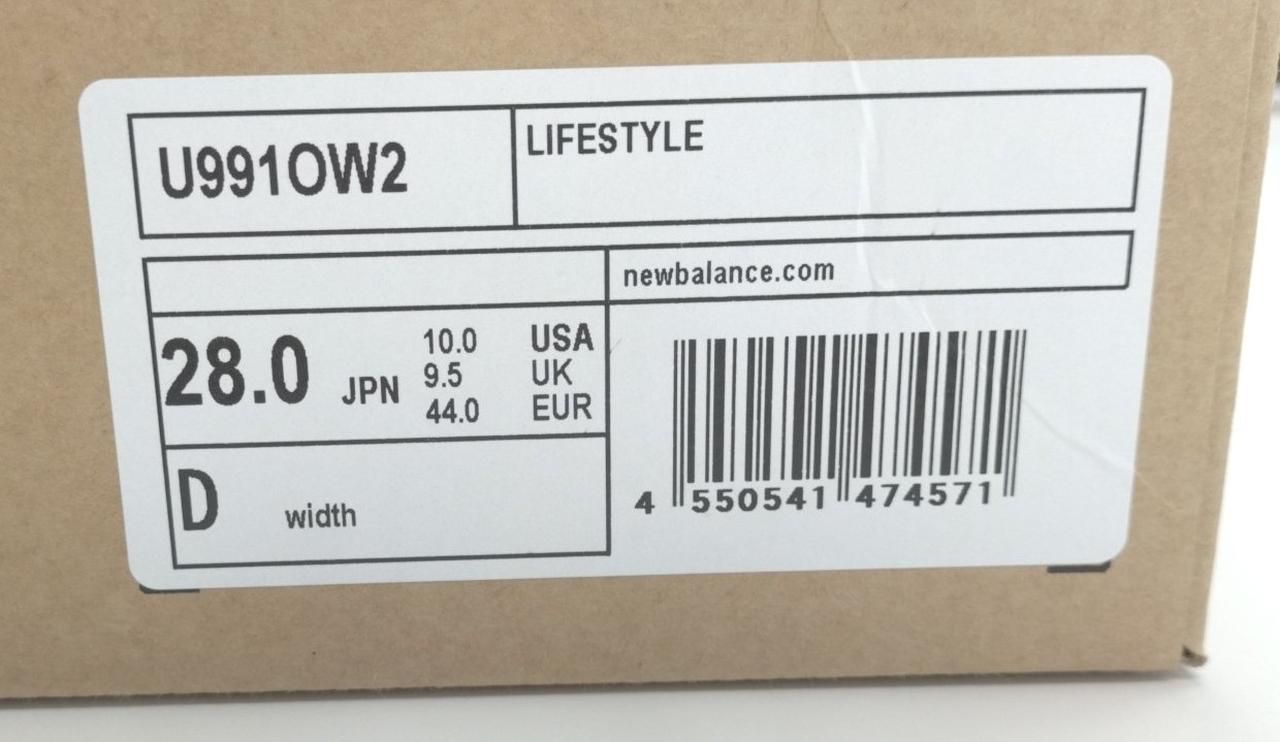 U991OW2
LIFESTYLE
newbalance.com
28.0 JPN
10.0 USA
9.5 UK
44.0 EUR
D width
4 550541 474571